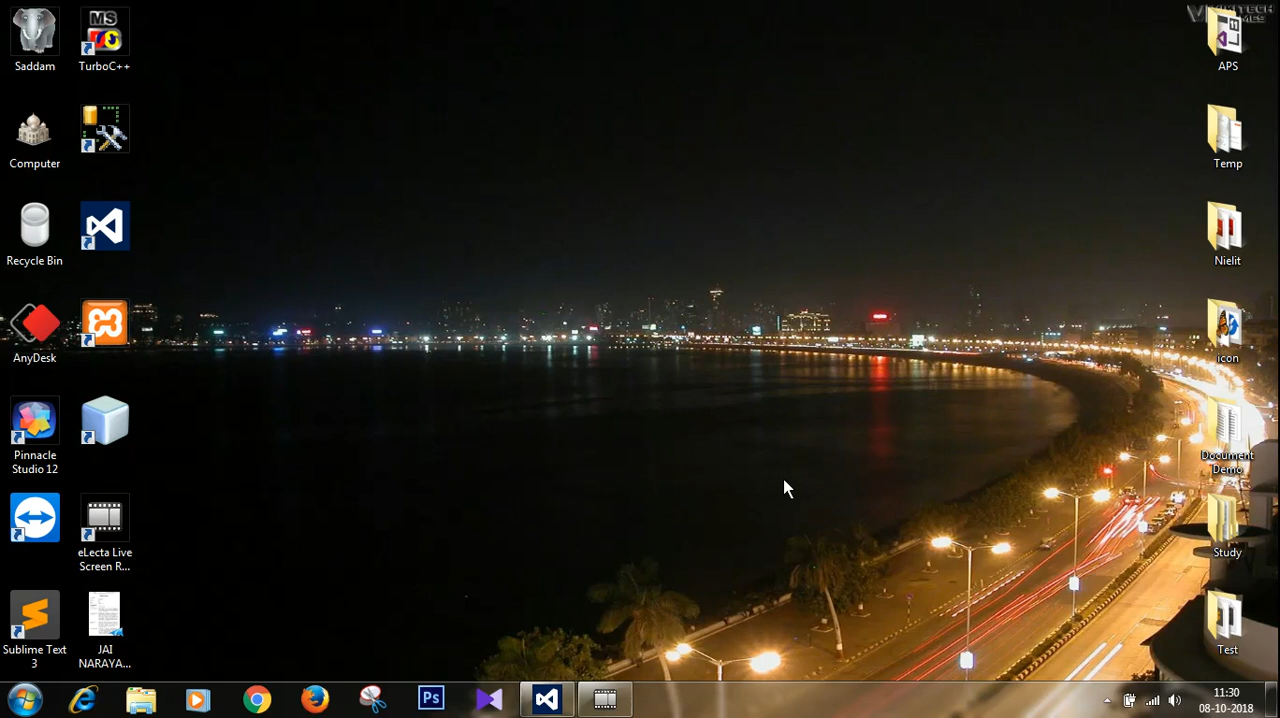 Saddam
MS
TurboC++
Computer
Recycle Bin
AnyDesk
Pinnacle
Studio 12
eLecta Live
Screen R...
Sublime Text
3
JAI
NARAYA...
APS
Temp
Nielit
icon
Document
Demo
Study
Test
Ps
11:30
08-10-2018